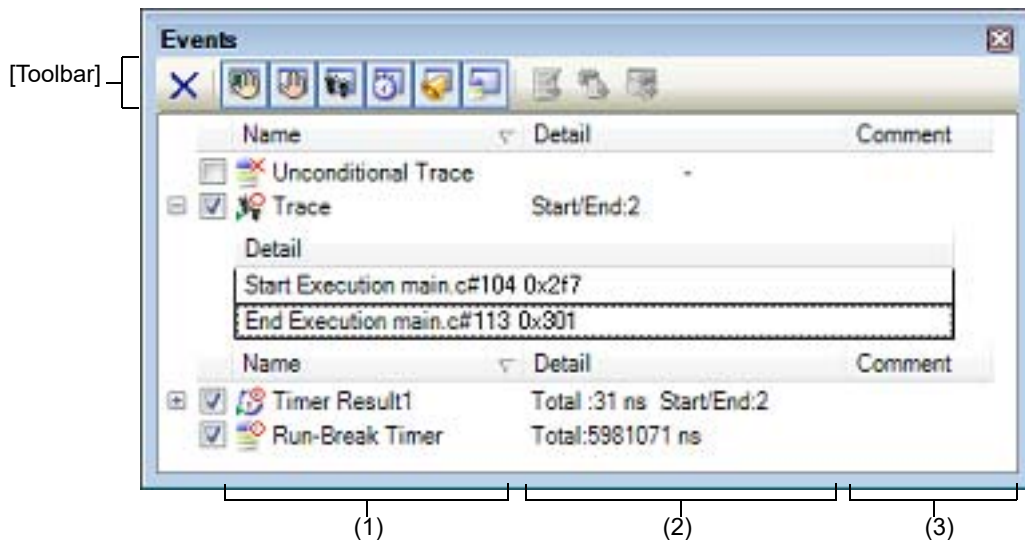 Events
[Toolbar]
Name Detail Comment
Unconditional Trace -
Trace Start/End:2
Detail
Start Execution main.c#104 0x2f7
End Execution main.c#113 0x301
Name Detail Comment
Timer Result1 Total :31 ns Start/End:2
Run-Break Timer Total:5981071 ns
(1) (2) (3)